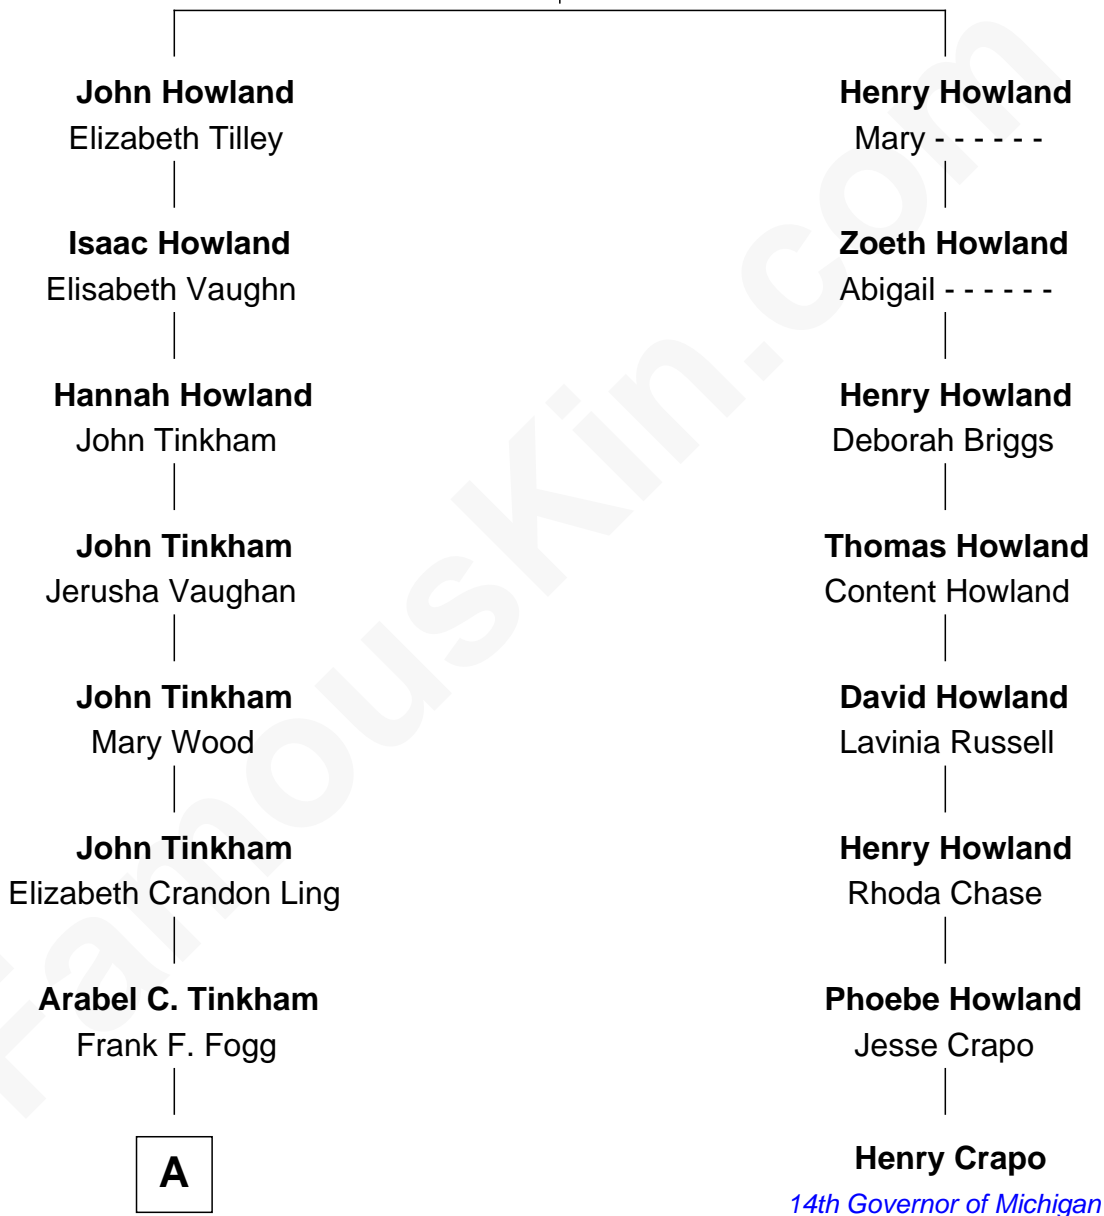 John Howland
Elizabeth Tilley
Isaac Howland
Elisabeth Vaughn
Hannah Howland
John Tinkham
John Tinkham
Jerusha Vaughan
John Tinkham
Mary Wood
John Tinkham
Elizabeth Crandon Ling
Arabel C. Tinkham
Frank F. Fogg
A
Henry Howland
Mary - - - - - -
Zoeth Howland
Abigail - - - - - -
Henry Howland
Deborah Briggs
Thomas Howland
Content Howland
David Howland
Lavinia Russell
Henry Howland
Rhoda Chase
Phoebe Howland
Jesse Crapo
Henry Crapo
14th Governor of Michigan
FamousKin.com